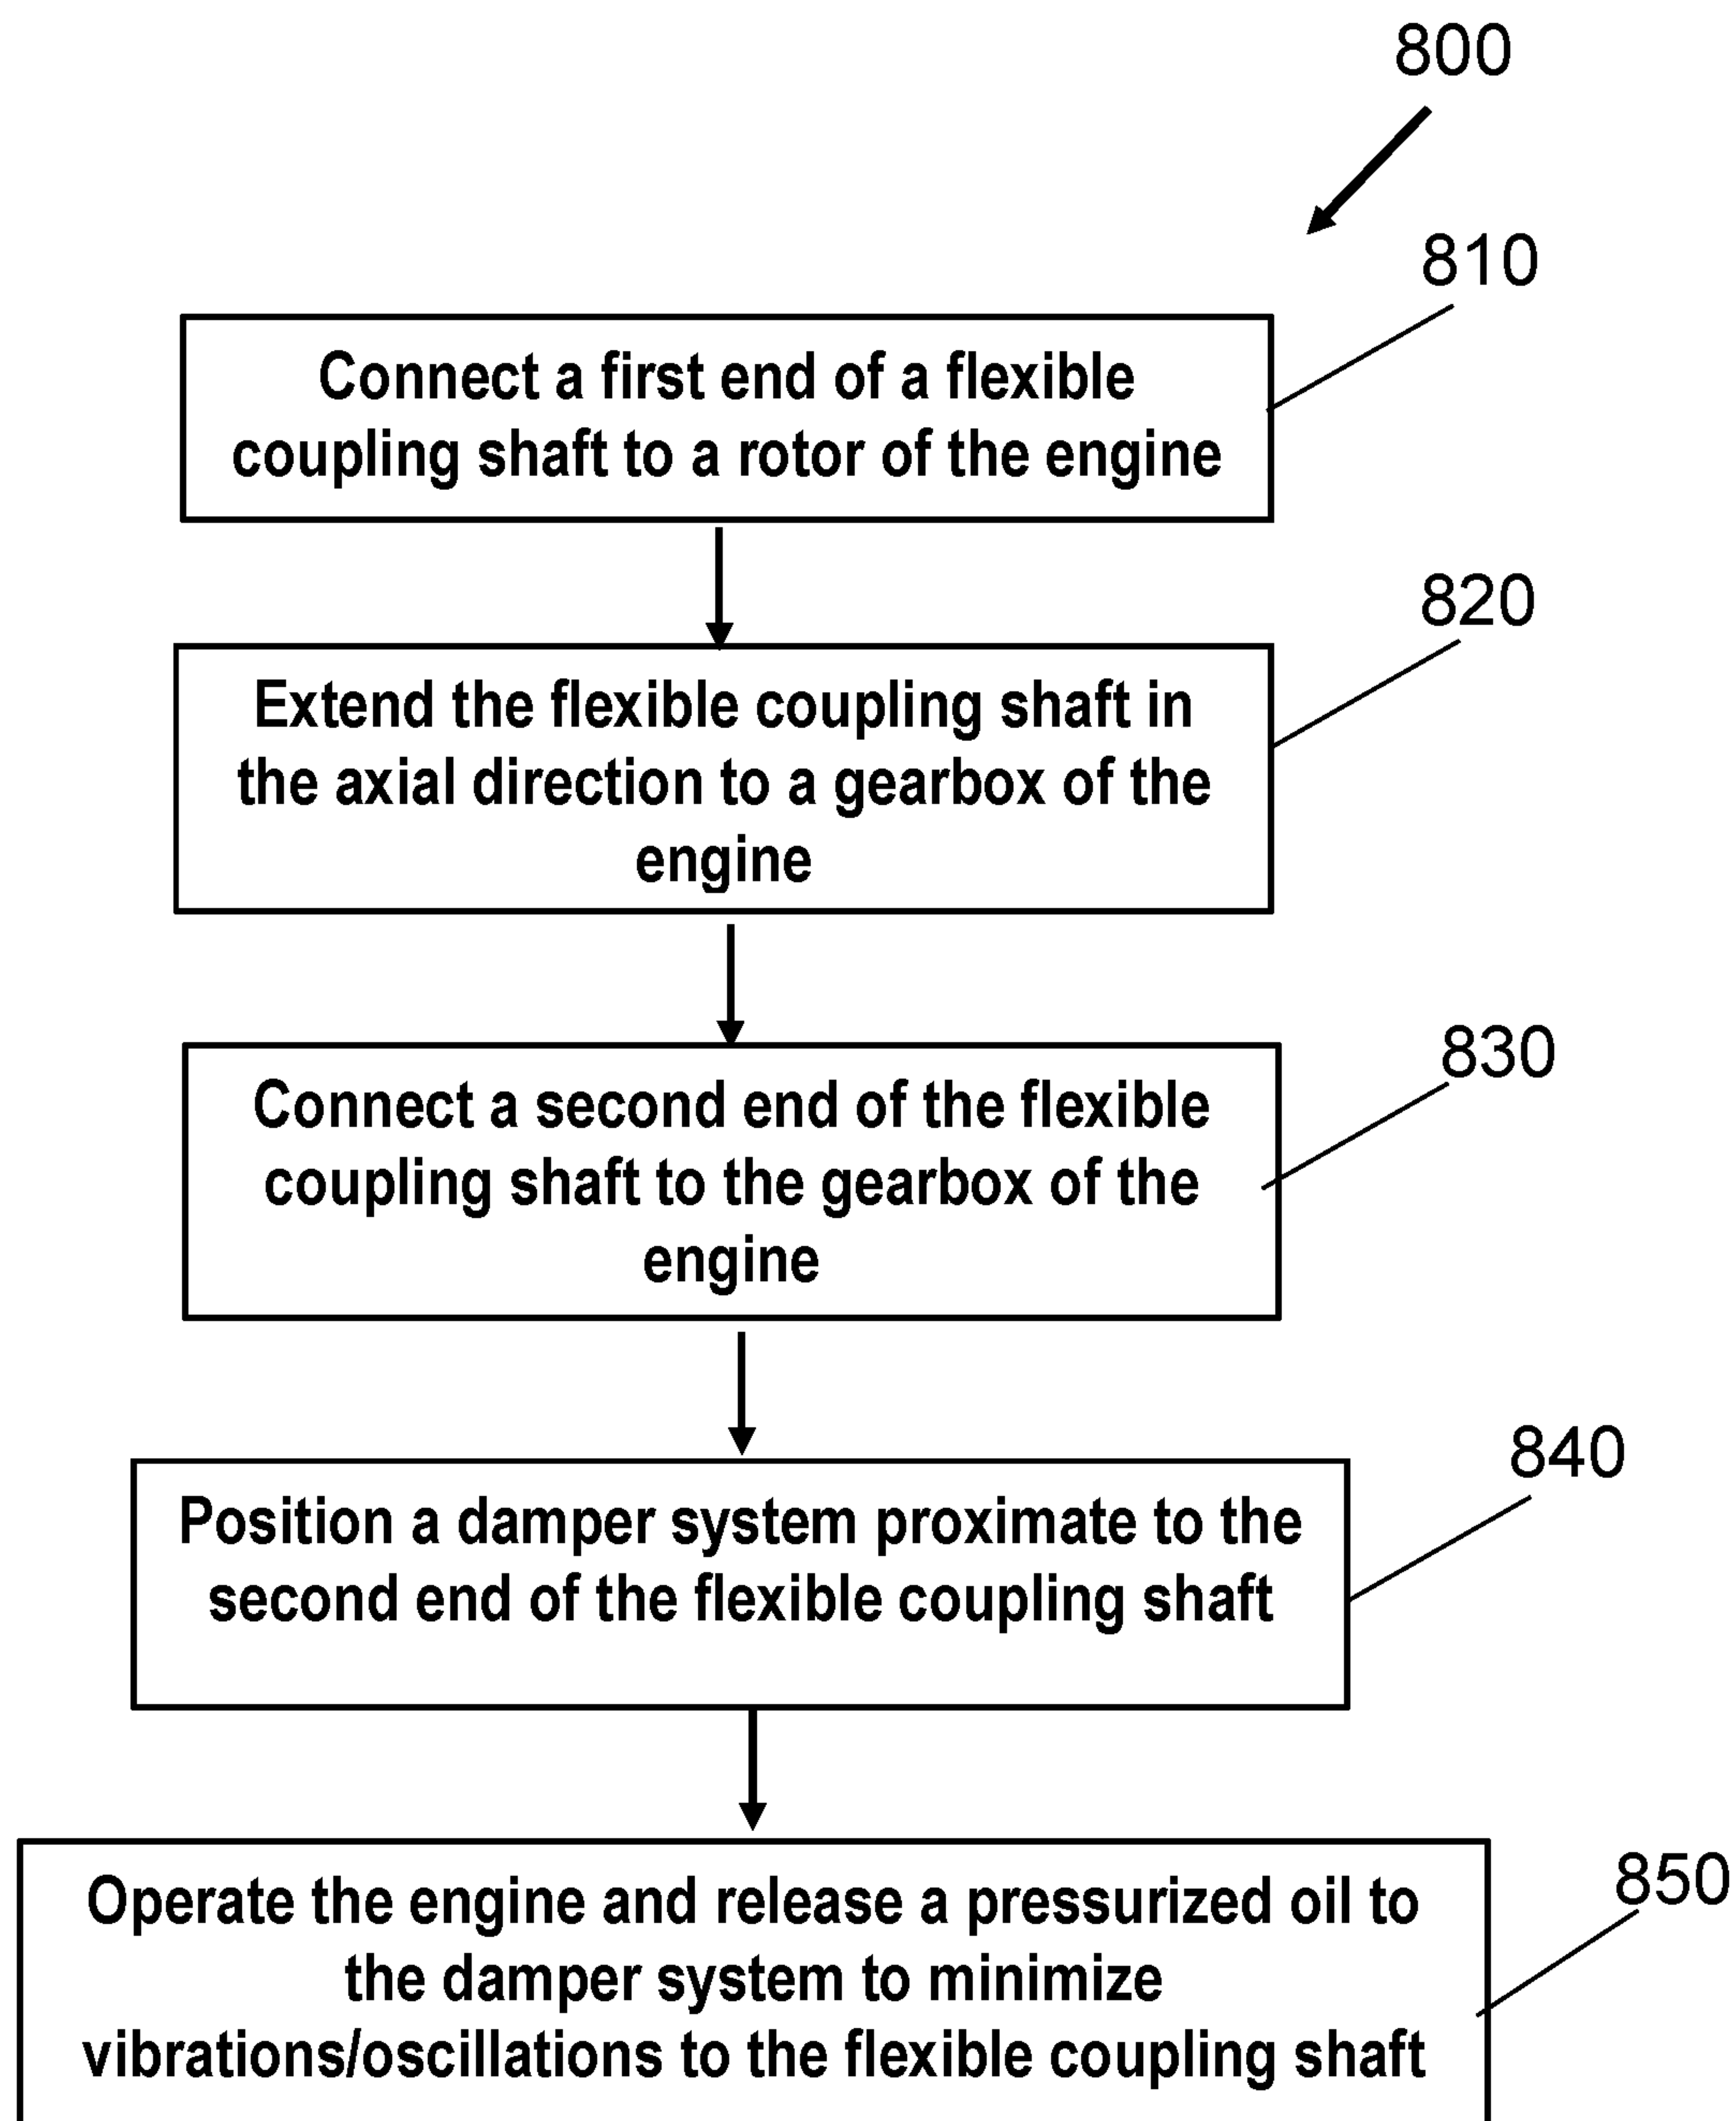 800
810
Connect a first end of a flexible
coupling shaft to a rotor of the engine
820
Extend the flexible coupling shaft in
the axial direction to a gearbox of the
engine
830
Connect a second end of the flexible
coupling shaft to the gearbox of the
engine
840
Position a damper system proximate to the
second end of the flexible coupling shaft
850
Operate the engine and release a pressurized oil to
the damper system to minimize
vibrations/oscillations to the flexible coupling shaft